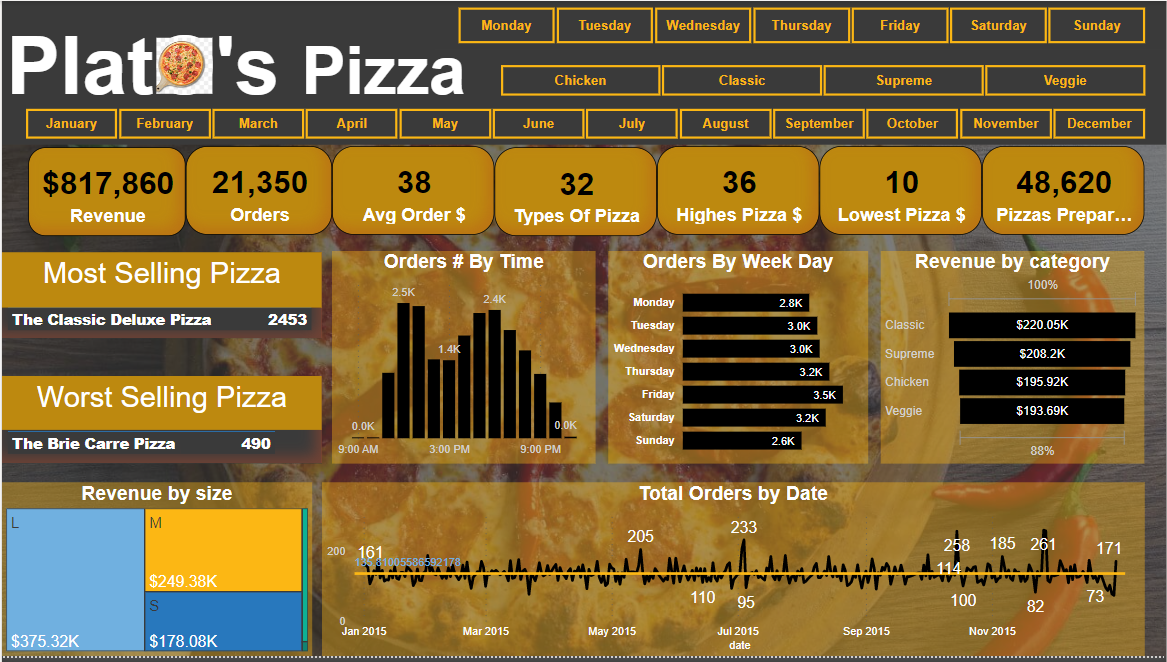 Monday Tuesday Wednesday Thursday Friday Saturday Sunday
Plat 's Pizza
Chicken Classic Supreme Veggie
January February March April May June July August September October November December
$817,860 21,350 38 32 36 10 48,620
Revenue Orders Avg Order $ Types Of Pizza Highes Pizza $ Lowest Pizza $ Pizzas Prepar...
Most Selling Pizza
The Classic Deluxe Pizza 2453
Worst Selling Pizza
The Brie Carre Pizza 490
Orders # By Time
2.5K
2.4K
1.4K
0.0K 0.0K
9:00 AM 3:00 PM 9:00 PM
Orders By Week Day
Monday 2.8K
Tuesday 3.0K
Wednesday 3.0K
Thursday 3.2K
Friday 3.5K
Saturday 3.2K
Sunday 2.6K
Revenue by category
100%
Classic $220.05K
Supreme $208.2K
Chicken $195.92K
Veggie $193.69K
88%
Revenue by size
L M
$249.38K
S
$375.32K $178.08K
Total Orders by Date
233
205 258 185 261 171
200 161
135.81005586592178
114
110 95 100 82 73
0
Jan 2015 Mar 2015 May 2015 Jul 2015 Sep 2015 Nov 2015
date